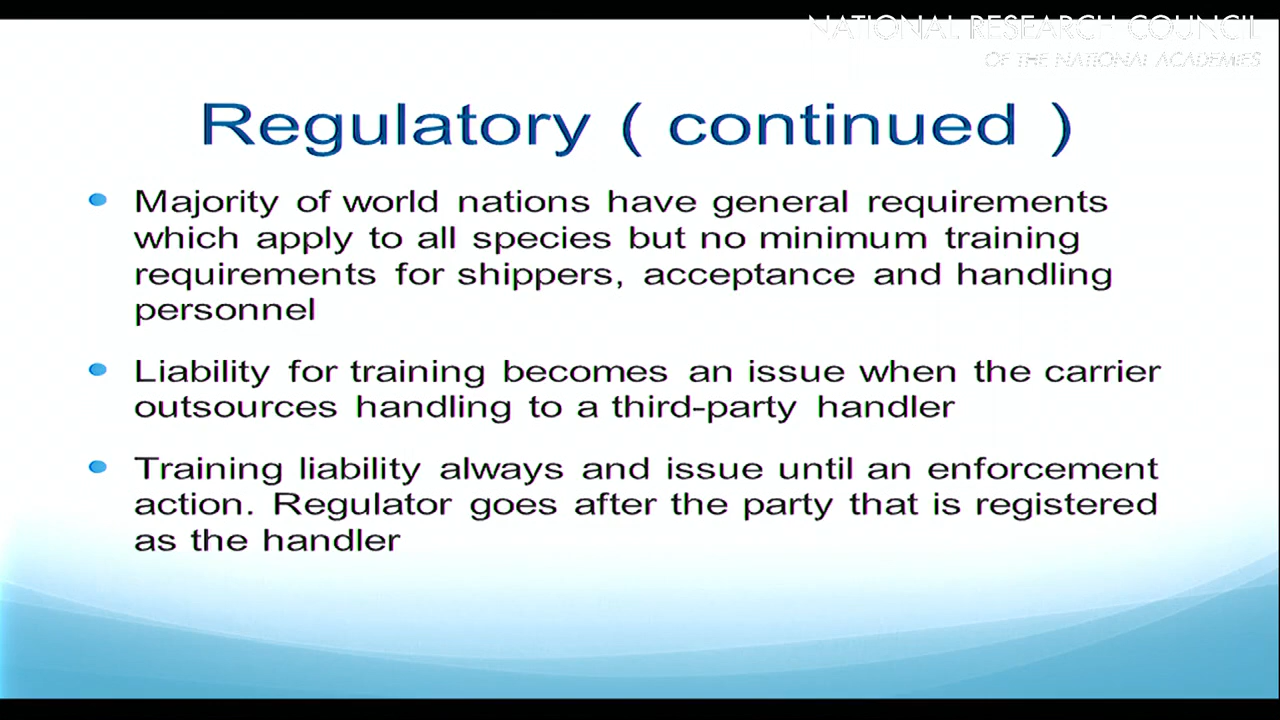 NATIONAL RESEARCH COUNCIL
OF THE NATIONAL ACADEMIES
Regulatory ( continued )
Majority of world nations have general requirements
which apply to all species but no minimum training
requirements for shippers, acceptance and handling
personnel
Liability for training becomes an issue when the carrier
outsources handling to a third-party handler
Training liability always and issue until an enforcement
action. Regulator goes after the party that is registered
as the handler